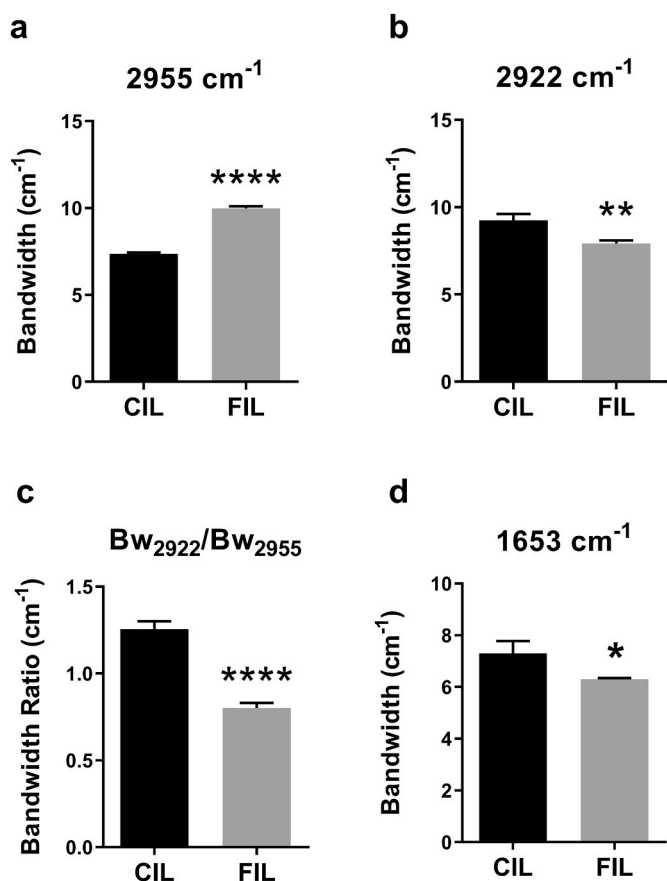 a
2955 cm⁻¹
Bandwidth (cm⁻¹)
15
10
5
0
****
CIL FIL
b
2922 cm⁻¹
Bandwidth (cm⁻¹)
15
10
5
0
**
CIL FIL
c
Bw₂₉₂₂/Bw₂₉₅₅
Bandwidth Ratio (cm⁻¹)
1.5
1.0
0.5
0.0
****
CIL FIL
d
1653 cm⁻¹
Bandwidth (cm⁻¹)
10
8
6
4
2
0
*
CIL FIL